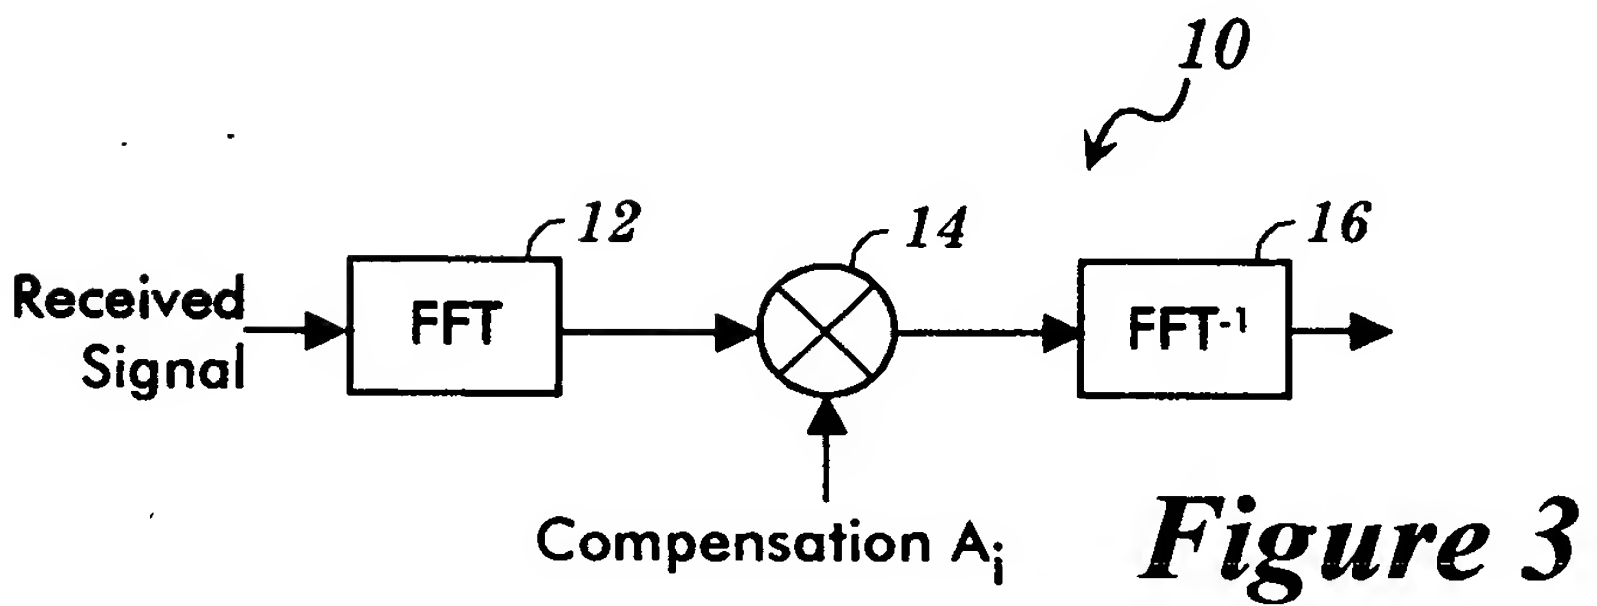 10
12
14
16
Received
Signal
FFT
FFT⁻¹
Compensation Aᵢ
Figure 3